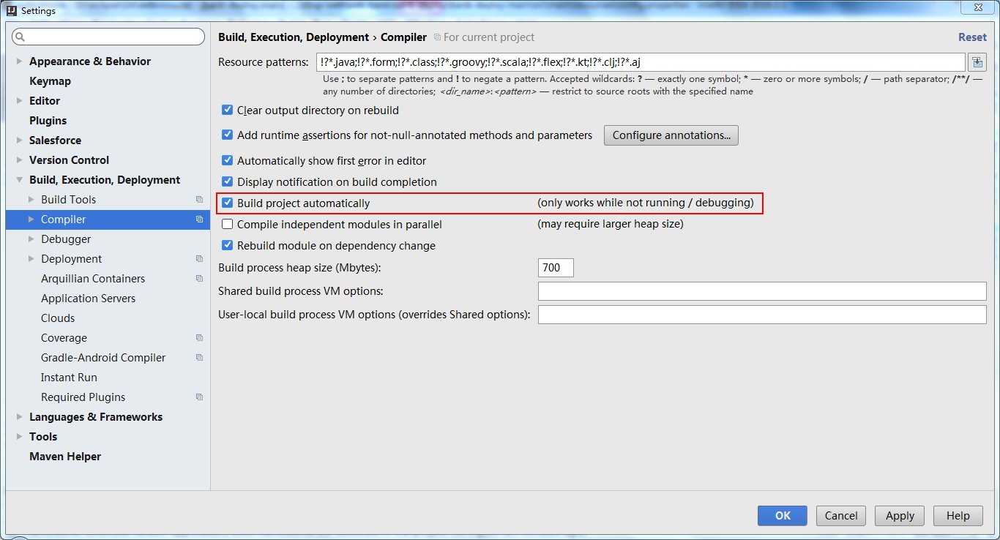 Settings
Appearance & Behavior
Keymap
Editor
Plugins
Salesforce
Version Control
Build, Execution, Deployment
Build Tools
Compiler
Debugger
Deployment
Arquillian Containers
Application Servers
Clouds
Coverage
Gradle-Android Compiler
Instant Run
Required Plugins
Languages & Frameworks
Tools
Maven Helper
Build, Execution, Deployment › Compiler For current project Reset
Resource patterns: !?*.java;!?*.form;!?*.class;!?*.groovy;!?*.scala;!?*.flex;!?*.kt;!?*.clj;!?*.aj
Use ; to separate patterns and ! to negate a pattern. Accepted wildcards: ? — exactly one symbol; * — zero or more symbols; / — path separator; /**/ —
any number of directories; <dir_name>:<pattern> — restrict to source roots with the specified name
Clear output directory on rebuild
Add runtime assertions for not-null-annotated methods and parameters Configure annotations...
Automatically show first error in editor
Display notification on build completion
Build project automatically (only works while not running / debugging)
Compile independent modules in parallel (may require larger heap size)
Rebuild module on dependency change
Build process heap size (Mbytes): 700
Shared build process VM options:
User-local build process VM options (overrides Shared options):
OK Cancel Apply Help